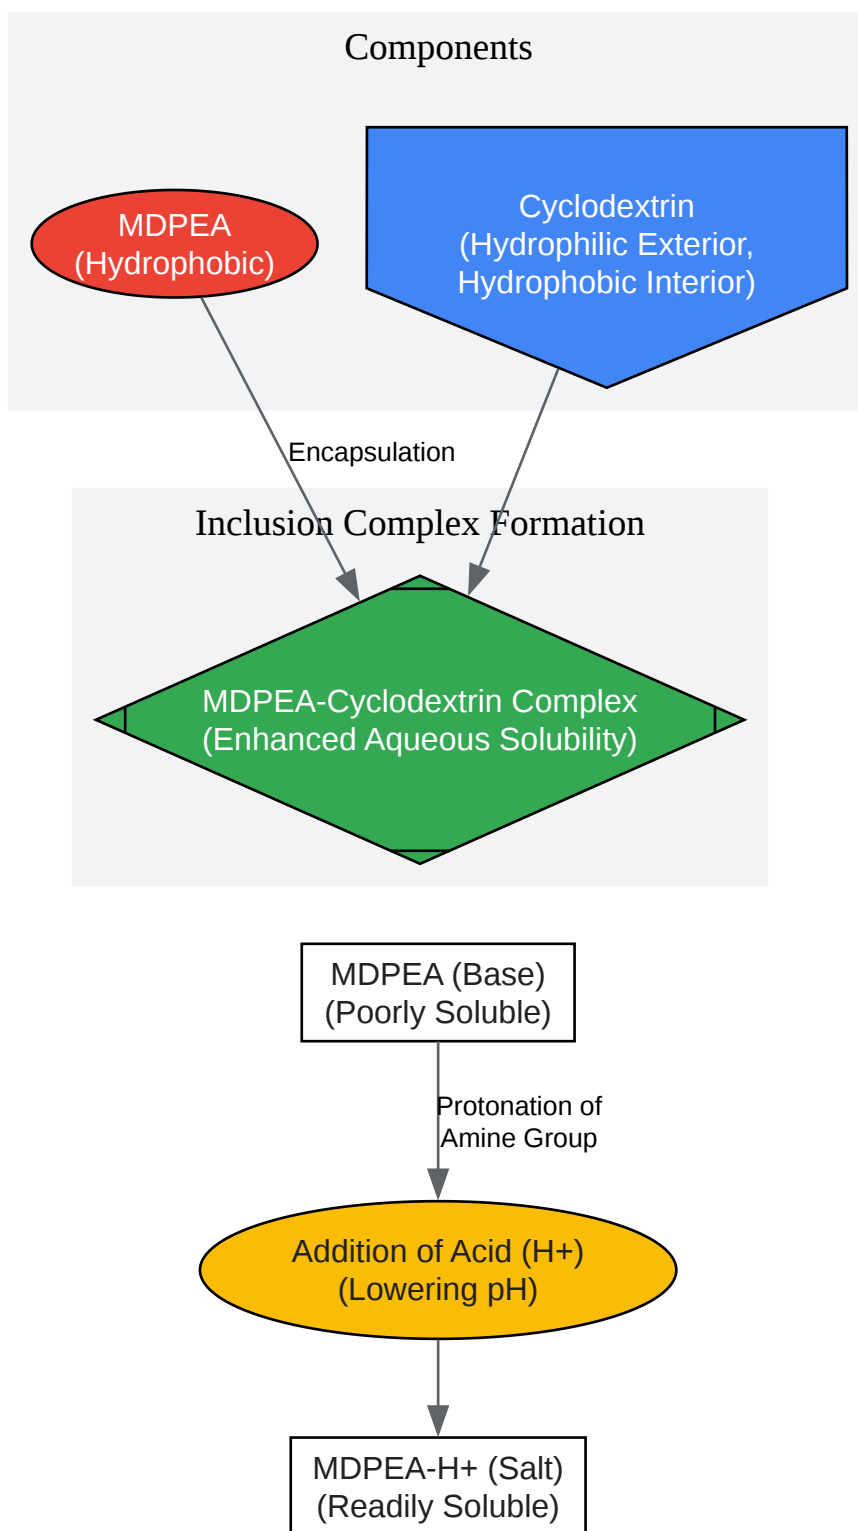 Components
MDPEA
(Hydrophobic)
Cyclodextrin
(Hydrophilic Exterior,
Hydrophobic Interior)
Encapsulation
Inclusion Complex Formation
MDPEA-Cyclodextrin Complex
(Enhanced Aqueous Solubility)
MDPEA (Base)
(Poorly Soluble)
Protonation of
Amine Group
Addition of Acid (H+)
(Lowering pH)
MDPEA-H+ (Salt)
(Readily Soluble)